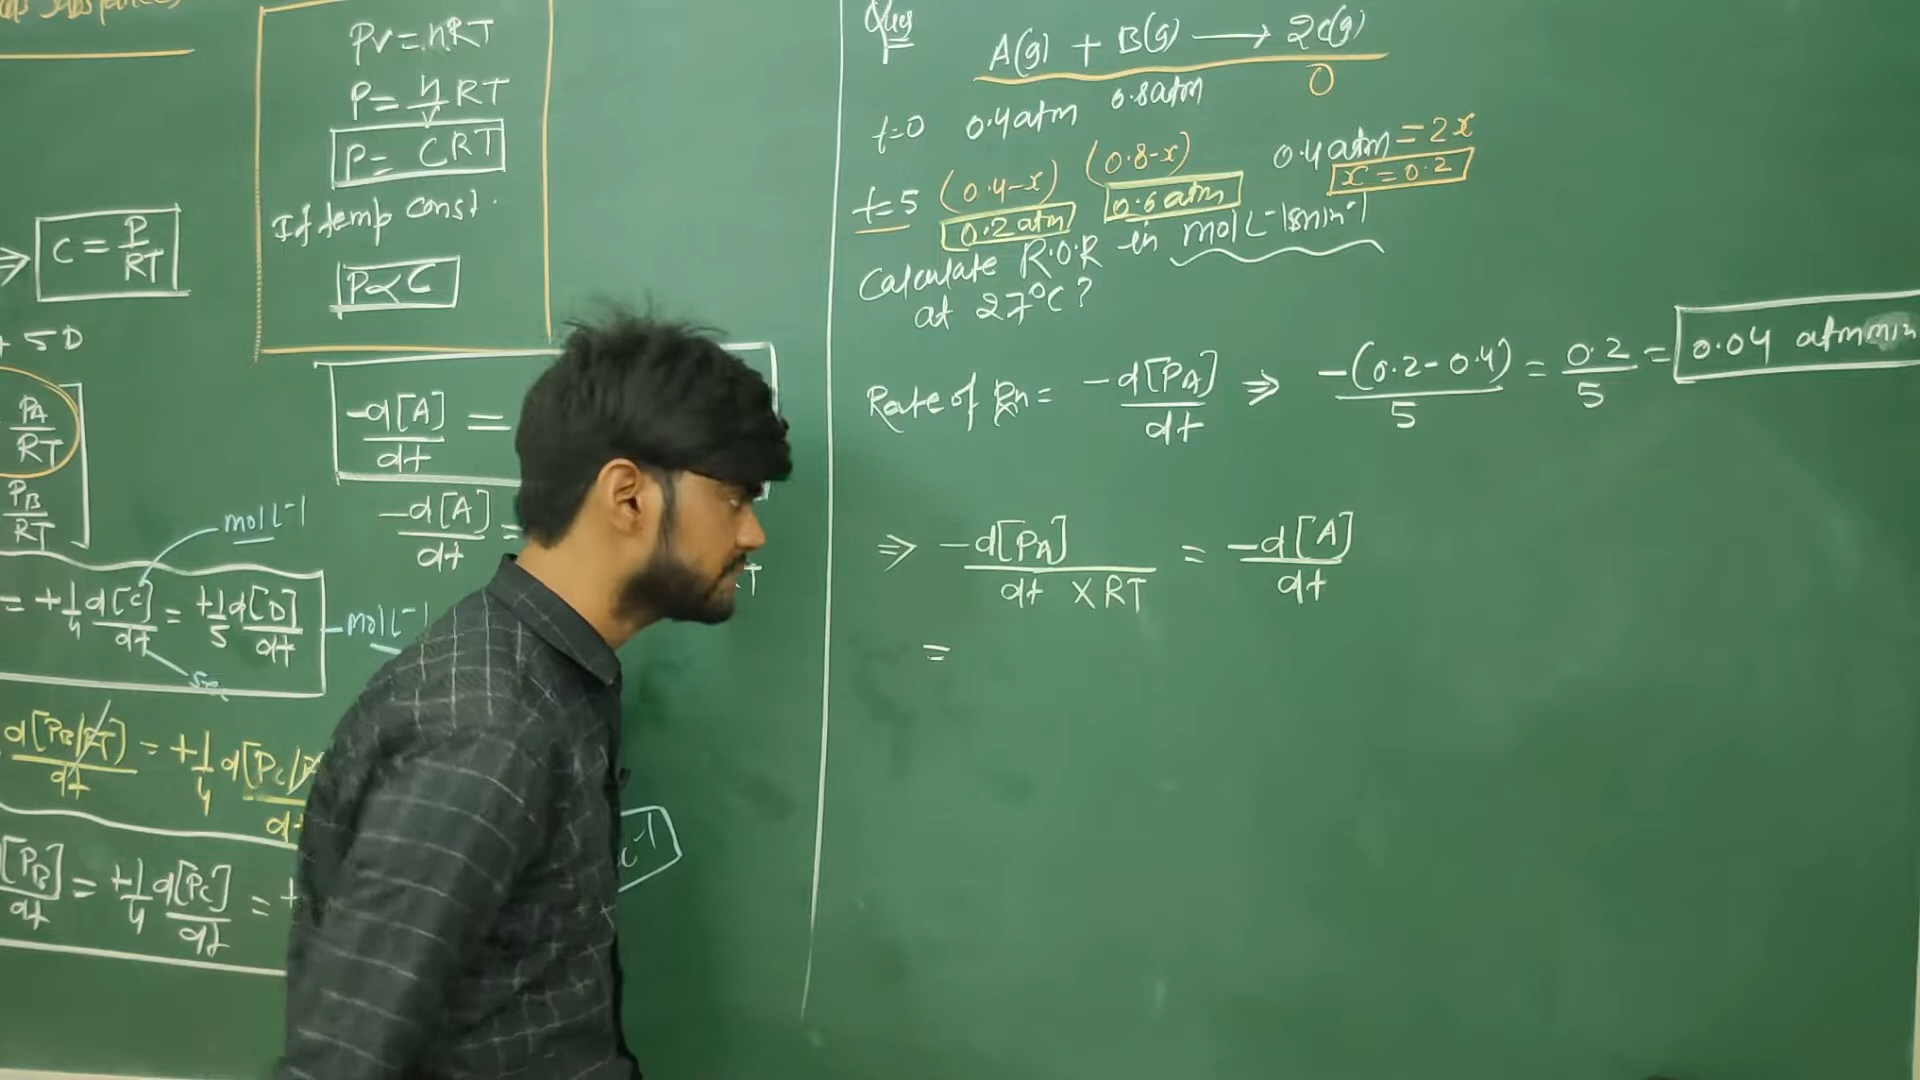 PV = nRT
P = n/V RT
P = CRT
If temp const.
P ∝ C
⇒ C = P/RT
+ 5D
PA/RT
PB/RT
mol L⁻¹
= +1/4 d[C]/dt = +1/5 d[D]/dt
mol L⁻¹
d[PB/RT]/dt = +1/4 d[PC/
[PB]/dt = +1/4 d[PC]/dt = +
-d[A]/dt =
-d[A]/dt =
Ques
A(g) + B(g) → 2C(g)
t=0 0.4atm 0.8atm 0
t=5 (0.4-x) (0.8-x) 0.4atm = 2x
0.2atm 0.6atm x = 0.2
Calculate R.O.R in mol L⁻¹ min⁻¹
at 27°C?
Rate of Rn = -d[PA]/dt ⇒ -(0.2-0.4)/5 = 0.2/5 = 0.04 atm min
⇒ -d[PA]/dt × RT = -d[A]/dt
=